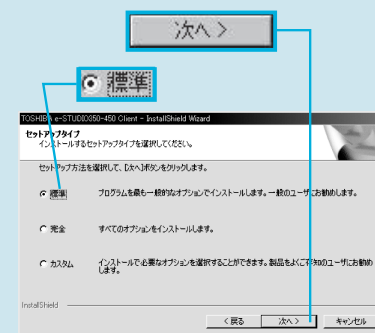 次へ >
標準
TOSHIBA e-STUDIO350-450 Client - InstallShield Wizard
セットアップタイプ
インストールするセットアップタイプを選択してください。
セットアップ方法を選択して、[次へ]ボタンをクリックします。
標準 プログラムを最も一般的なオプションでインストールします。一般のユーザにお勧めします。
完全 すべてのオプションをインストールします。
カスタム インストールで必要なオプションを選択することができます。製品をよくご存知のユーザにお勧め
します。
InstallShield
< 戻る 次へ > キャンセル